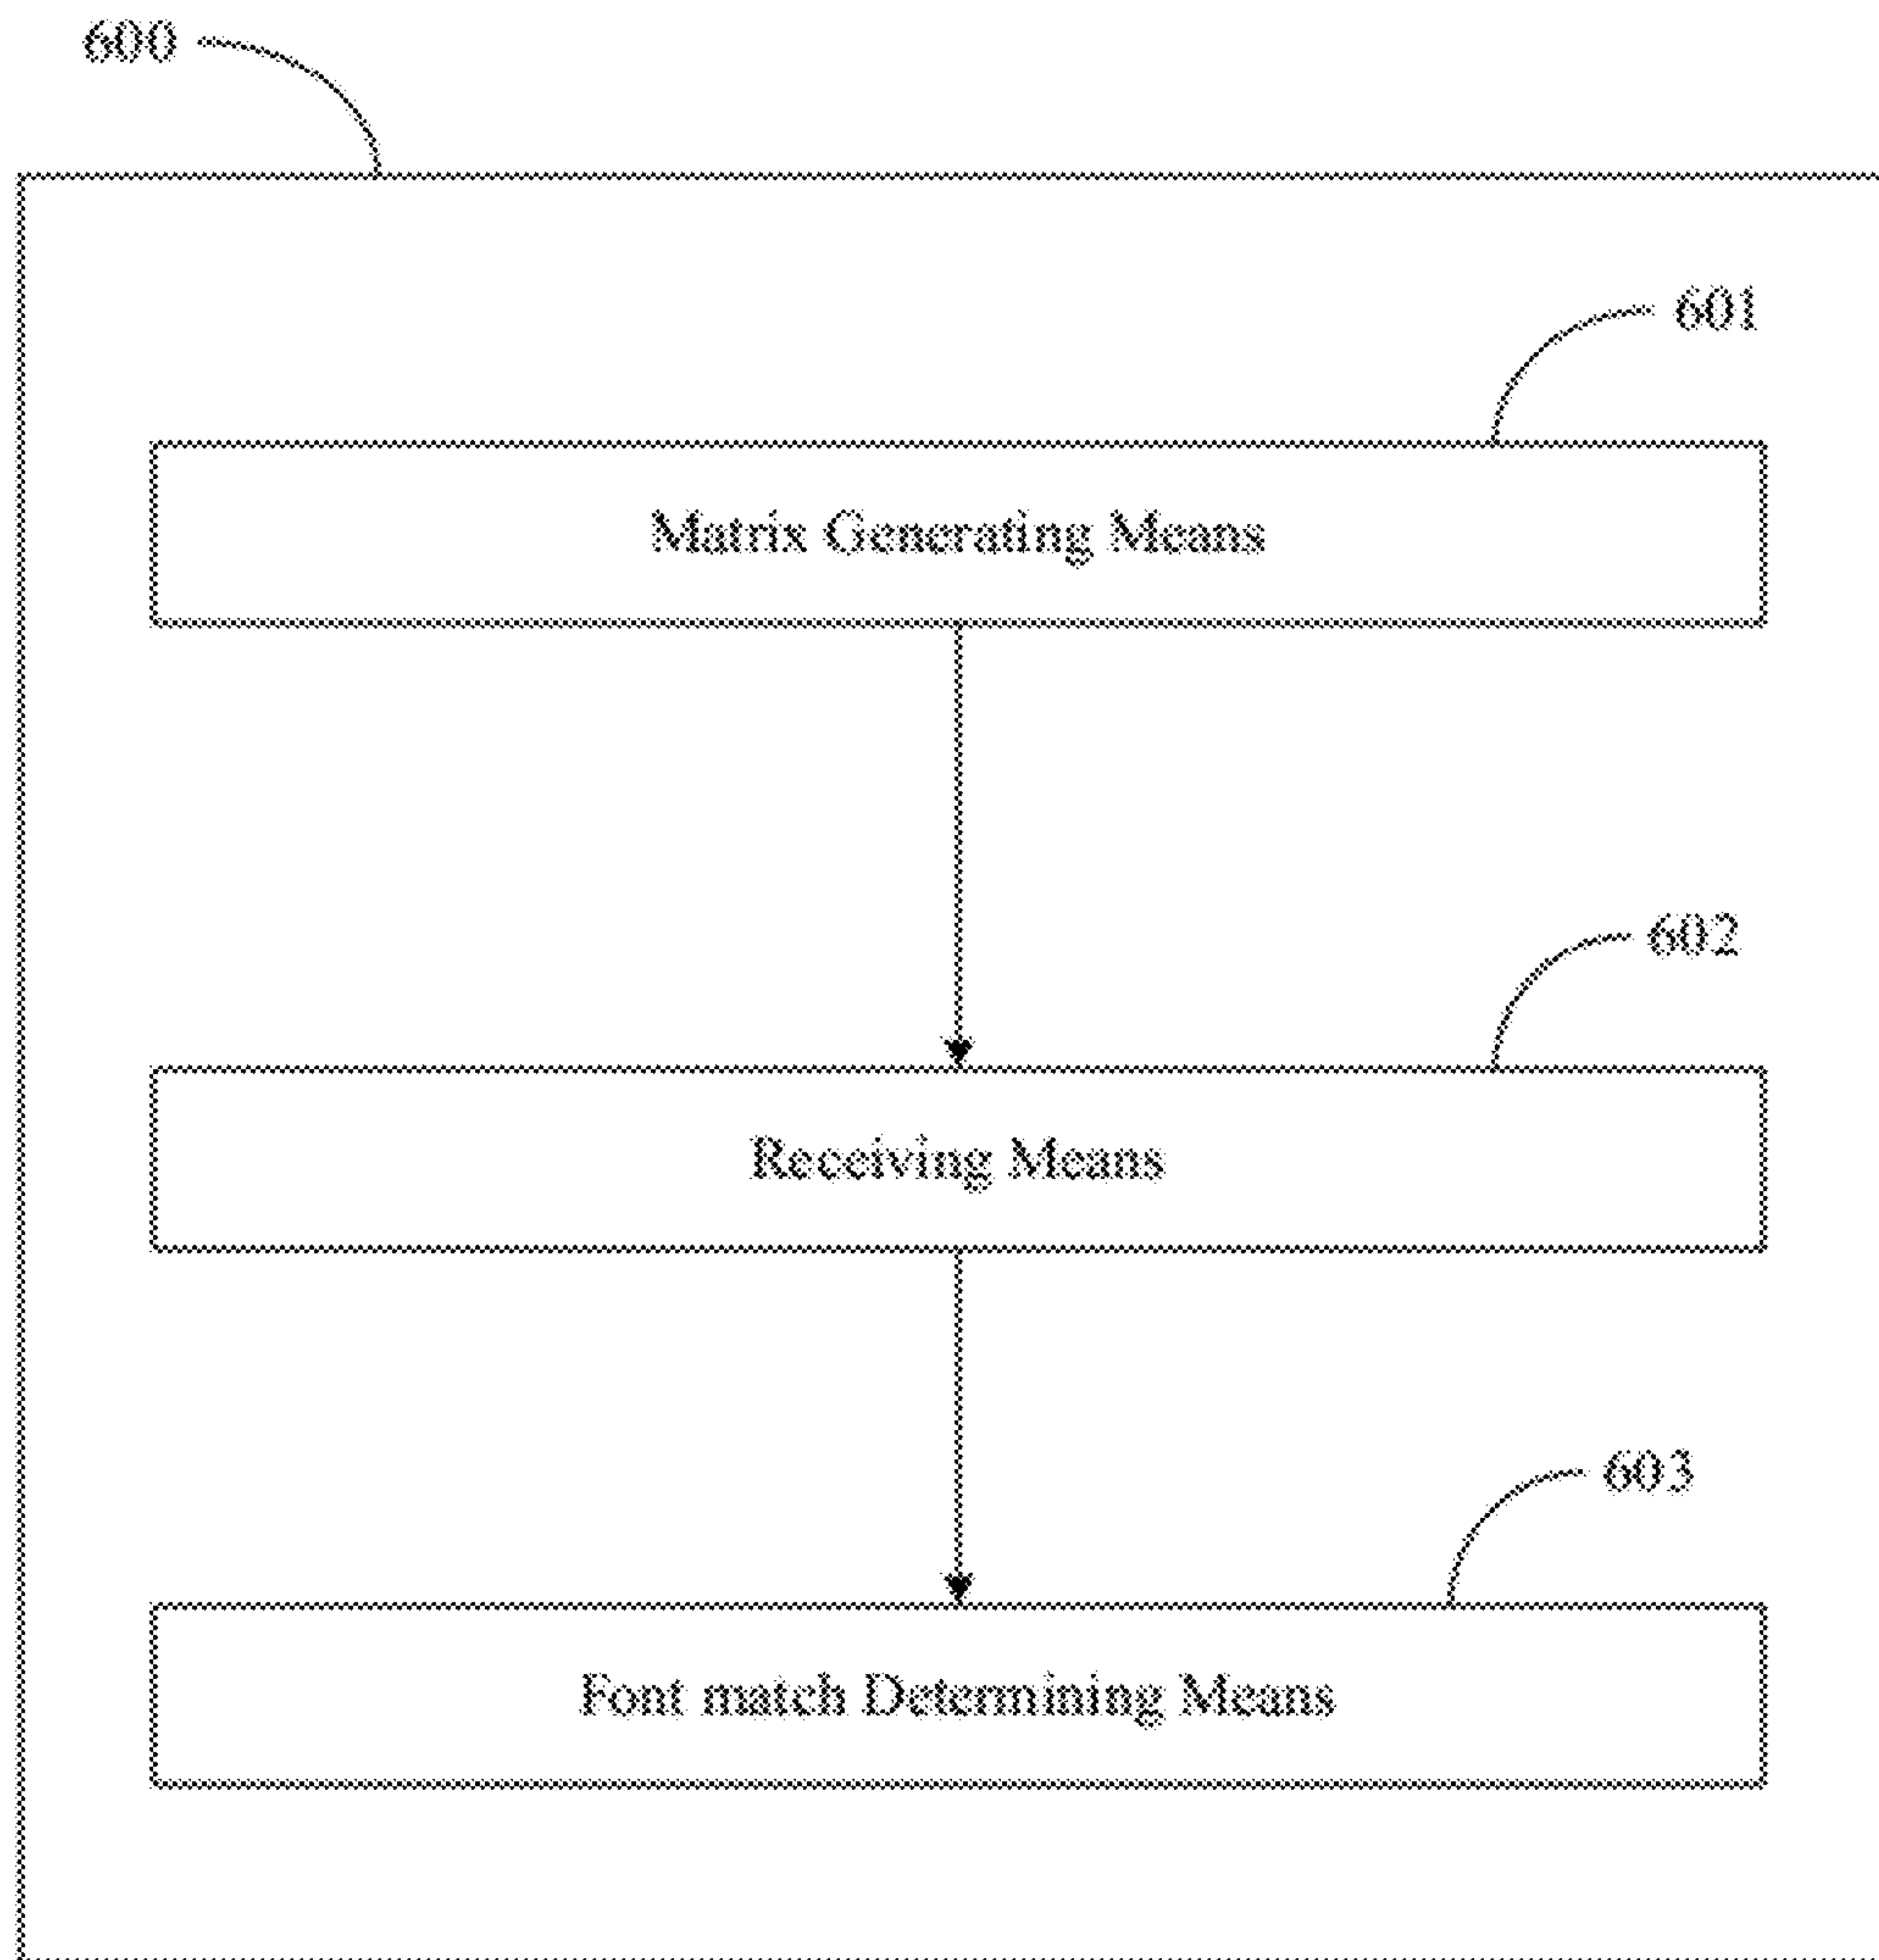 600
601
Matrix Generating Means
602
Receiving Means
603
Font match Determining Means